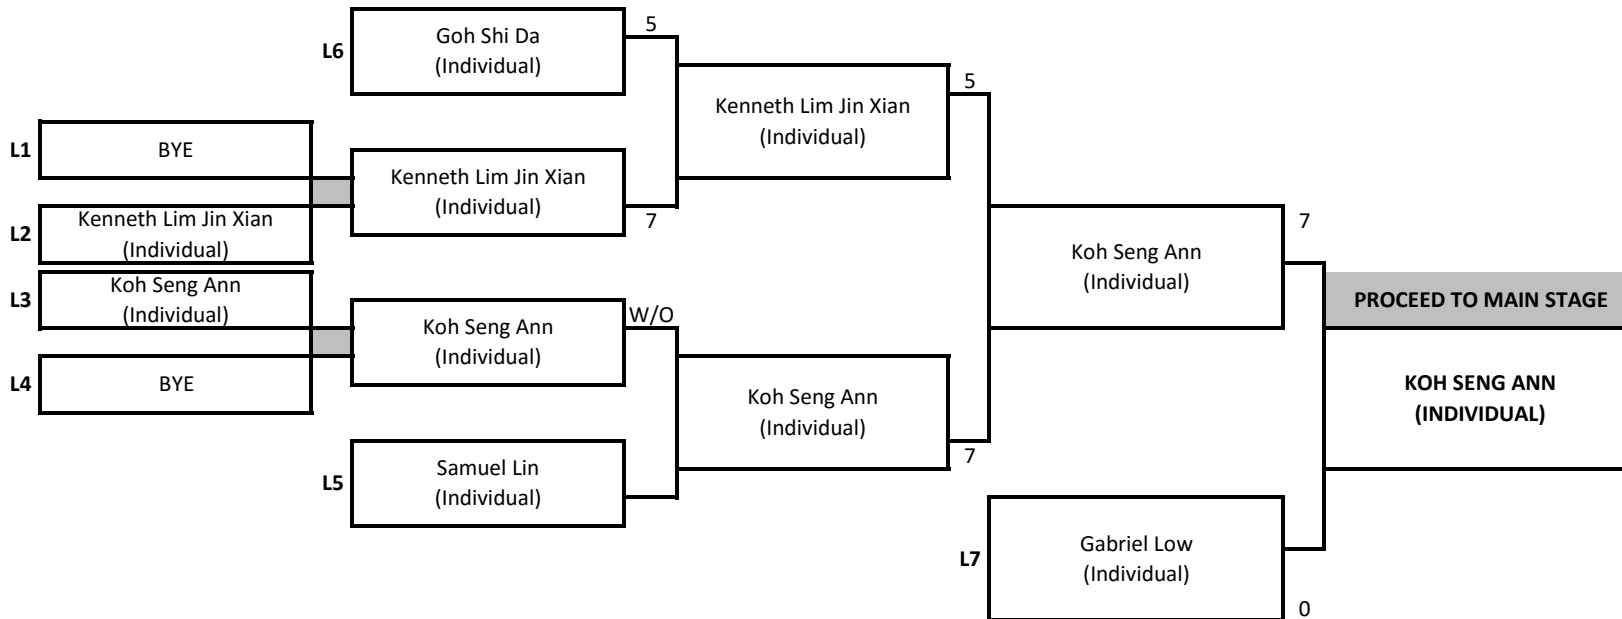 L6
Goh Shi Da
(Individual)
5
L1
BYE
L2
Kenneth Lim Jin Xian
(Individual)
Kenneth Lim Jin Xian
(Individual)
7
Kenneth Lim Jin Xian
(Individual)
5
L3
Koh Seng Ann
(Individual)
L4
BYE
Koh Seng Ann
(Individual)
W/O
L5
Samuel Lin
(Individual)
Koh Seng Ann
(Individual)
7
Koh Seng Ann
(Individual)
7
L7
Gabriel Low
(Individual)
0
PROCEED TO MAIN STAGE
KOH SENG ANN
(INDIVIDUAL)